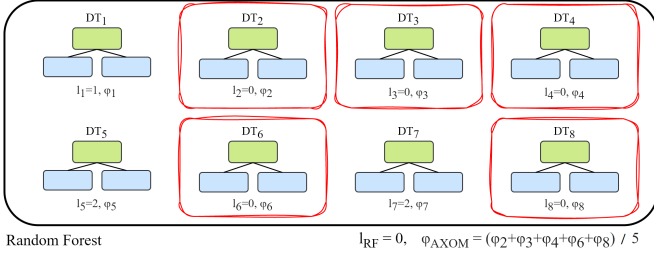 DT₁ DT₂ DT₃ DT₄
l₁=1, φ₁ l₂=0, φ₂ l₃=0, φ₃ l₄=0, φ₄
DT₅ DT₆ DT₇ DT₈
l₅=2, φ₅ l₆=0, φ₆ l₇=2, φ₇ l₈=0, φ₈
Random Forest l_RF = 0, φ_AXOM = (φ₂+φ₃+φ₄+φ₆+φ₈) / 5